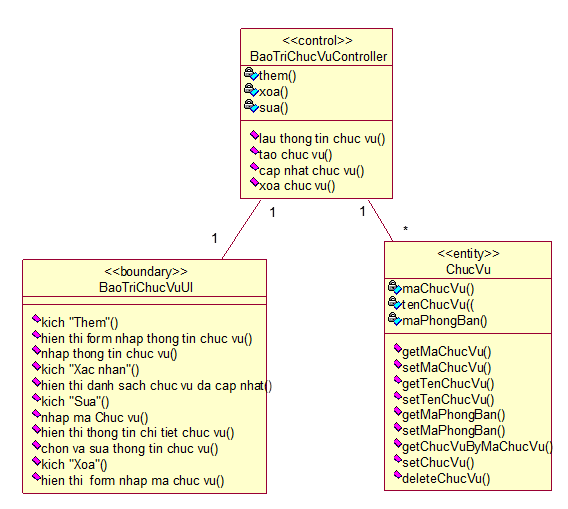 <<control>>
BaoTriChucVuController
them()
xoa()
sua()
lau thong tin chuc vu()
tao chuc vu()
cap nhat chuc vu()
xoa chuc vu()
1
1
1
*
<<boundary>>
BaoTriChucVuUI
kich "Them"()
hien thi form nhap thong tin chuc vu()
nhap thong tin chuc vu()
kich "Xac nhan"()
hien thi danh sach chuc vu da cap nhat()
kich "Sua"()
nhap ma Chuc vu()
hien thi thong tin chi tiet chuc vu()
chon va sua thong tin chuc vu()
kich "Xoa"()
hien thi form nhap ma chuc vu()
<<entity>>
ChucVu
maChucVu()
tenChucVu((
maPhongBan()
getMaChucVu()
setMaChucVu()
getTenChucVu()
setTenChucVu()
getMaPhongBan()
setMaPhongBan()
getChucVuByMaChucVu()
setChucVu()
deleteChucVu()